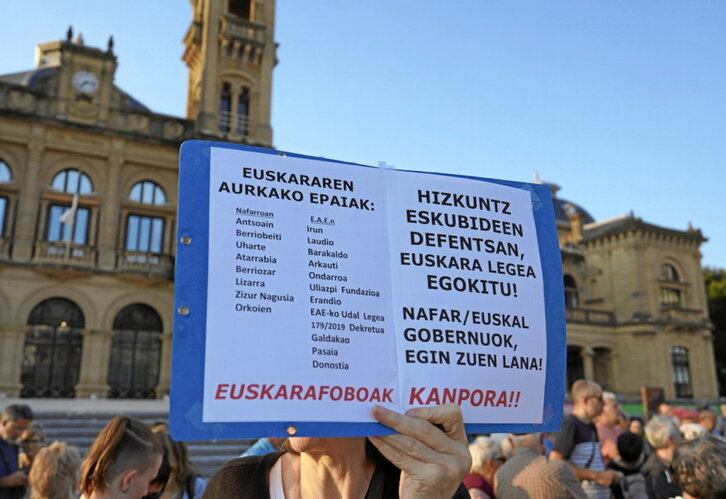 EUSKARAREN
AURKAKO EPAIAK:
Nafarroan
Antsoain
Berriobeiti
Uharte
Atarrabia
Berriozar
Lizarra
Zizur Nagusia
Orkoien
E.A.E.n
Irun
Laudio
Barakaldo
Arkauti
Ondarroa
Uliazpi Fundazioa
Erandio
EAE-ko Udal Legea
179/2019 Dekretua
Galdakao
Pasaia
Donostia
HIZKUNTZ
ESKUBIDEEN
DEFENTSAN,
EUSKARA LEGEA
EGOKITU!
NAFAR/EUSKAL
GOBERNUOK,
EGIN ZUEN LANA!
EUSKARAFOBOAK KANPORA!!